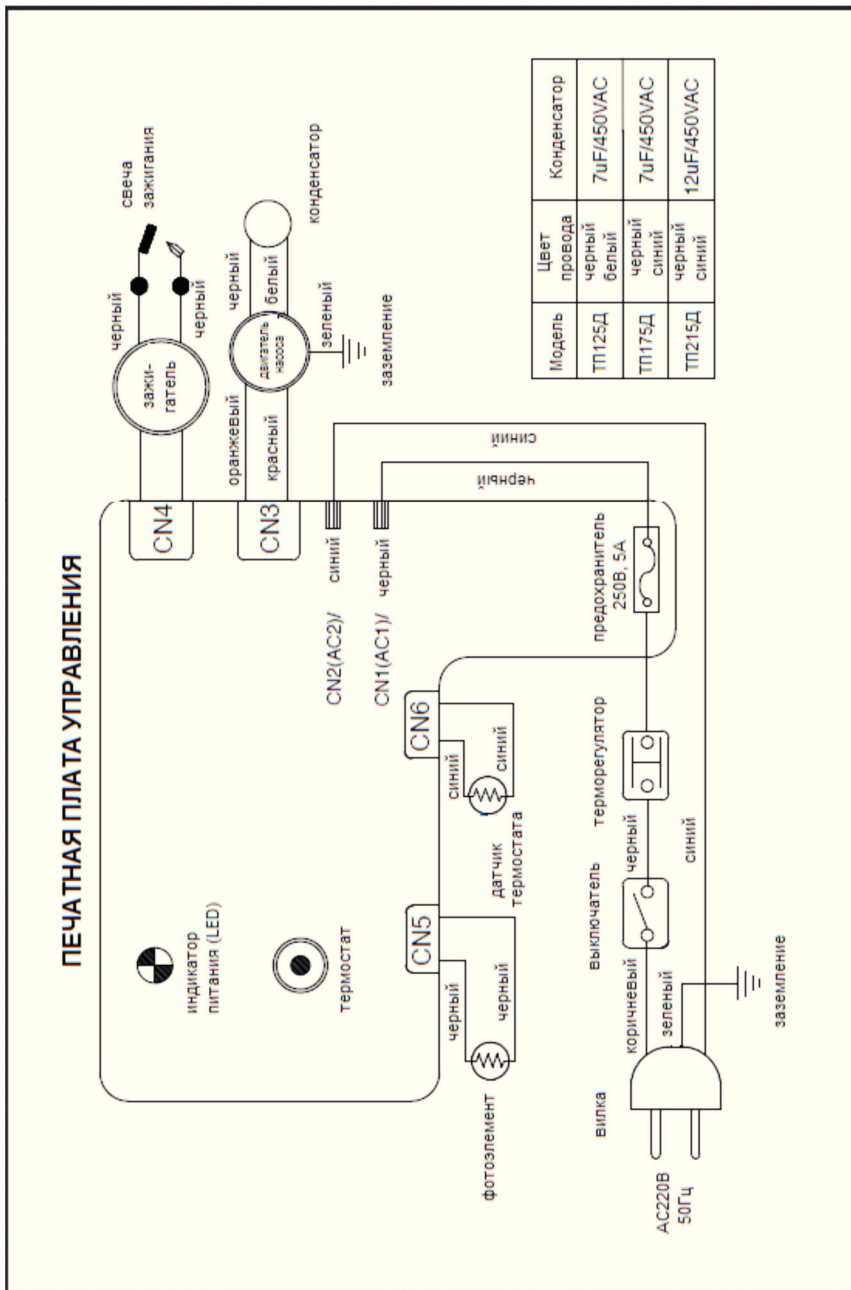 ПЕЧАТНАЯ ПЛАТА УПРАВЛЕНИЯ
индикатор
питания (LED)
термостат
CN4
CN3
черный
черный
зажи-
гатель
свеча
зажигания
оранжевый
красный
двигатель
насоса
черный
белый
конденсатор
зеленый
заземление
CN2(AC2)/
синий
CN1(AC1)/
черный
синий
черный
CN5
черный
черный
фотоэлемент
CN6
синий
синий
датчик
термостата
вилка
AC220В
50Гц
коричневый
зеленый
заземление
выключатель
черный
синий
терморегулятор
предохранитель
250В, 5А
Модель
Цвет
провода
Конденсатор
ТП125Д
черный
белый
7uF/450VAC
ТП175Д
черный
синий
7uF/450VAC
ТП215Д
черный
синий
12uF/450VAC